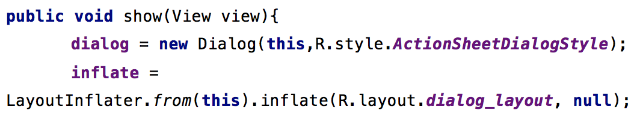 public void show(View view){
dialog = new Dialog(this,R.style.ActionSheetDialogStyle);
inflate =
LayoutInflater.from(this).inflate(R.layout.dialog_layout, null);